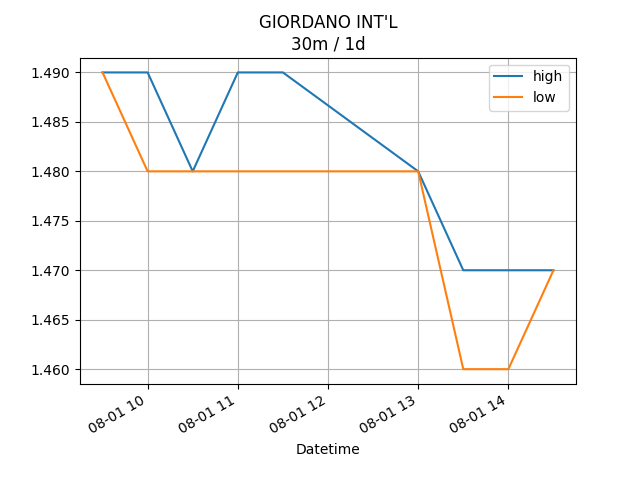 GIORDANO INT'L
30m / 1d
high
low
1.490
1.485
1.480
1.475
1.470
1.465
1.460
08-01 10
08-01 11
08-01 12
08-01 13
08-01 14
Datetime